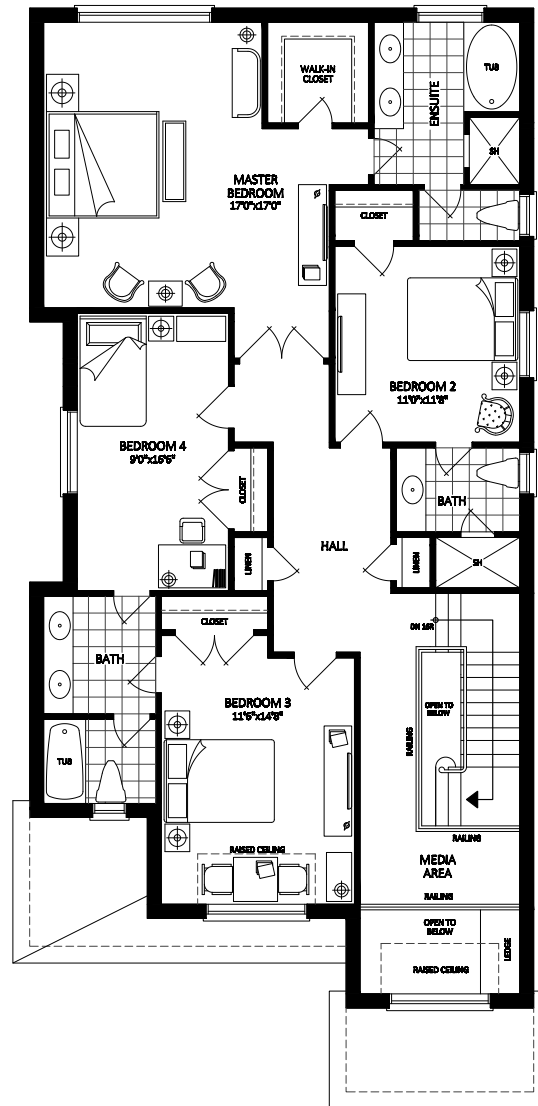 WALK-IN
CLOSET
ENSUITE
TUB
SH
MASTER
BEDROOM
17'0"x17'0"
CLOSET
BEDROOM 2
11'0"x11'8"
BEDROOM 4
9'0"x16'6"
CLOSET
BATH
HALL
LINEN
LINEN
SH
CLOSET
DN 16R
BATH
BEDROOM 3
11'6"x14'8"
OPEN TO
BELOW
RAILING
TUB
RAILING
RAISED CEILING
MEDIA
AREA
RAILING
OPEN TO
BELOW
LEDGE
RAISED CEILING